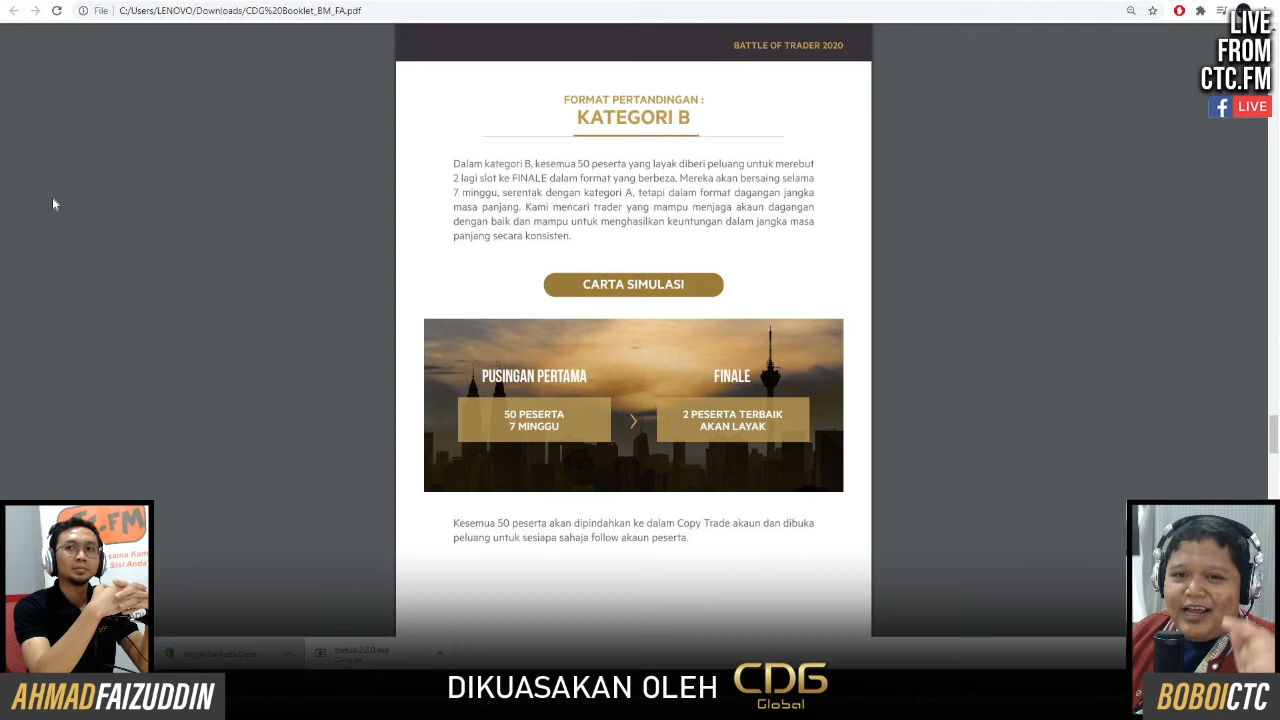 File
C:/Users/LENOVO/Downloads/CDG%20Booklet_BM_FA.pdf
LIVE
FROM
CTC.FM
LIVE
BATTLE OF TRADER 2020
FORMAT PERTANDINGAN :
KATEGORI B
Dalam kategori B, kesemua 50 peserta yang layak diberi peluang untuk merebut
2 lagi slot ke FINALE dalam format yang berbeza. Mereka akan bersaing selama
7 minggu, serentak dengan kategori A, tetapi dalam format dagangan jangka
masa panjang. Kami mencari trader yang mampu menjaga akaun dagangan
dengan baik dan mampu untuk menghasilkan keuntungan dalam jangka masa
panjang secara konsisten.
CARTA SIMULASI
PUSINGAN PERTAMA
50 PESERTA
7 MINGGU
FINALE
2 PESERTA TERBAIK
AKAN LAYAK
Kesemua 50 peserta akan dipindahkan ke dalam Copy Trade akaun dan dibuka
peluang untuk sesiapa sahaja follow akaun peserta.
.FM
sama Kam
Sisi Anda
AHMADFAIZUDDIN
DIKUASAKAN OLEH
CDG
Global
BOBOICTC